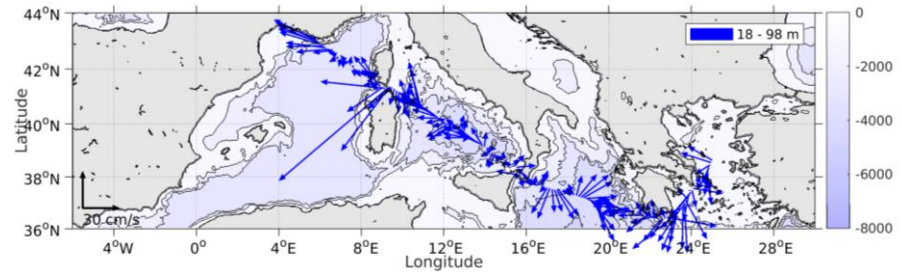 44°N
42°N
40°N
38°N
36°N
Latitude
30 cm/s
18 - 98 m
4°W
0°
4°E
8°E
12°E
16°E
20°E
24°E
28°E
Longitude
0
-2000
-4000
-6000
-8000